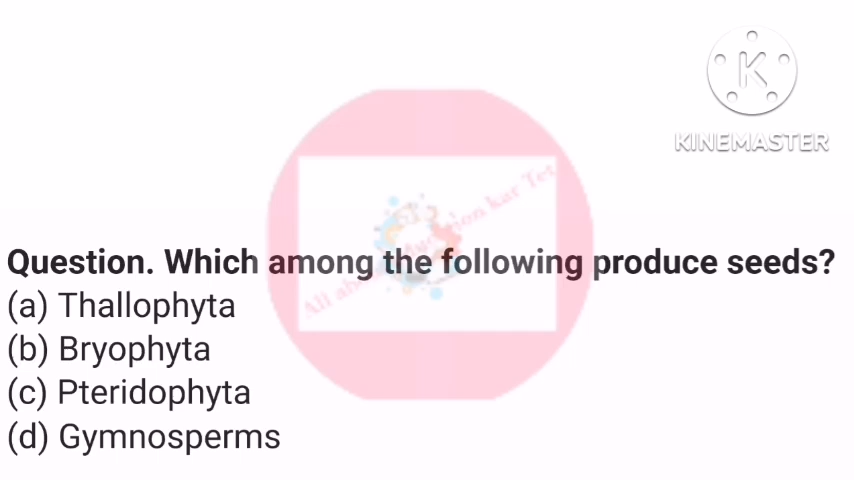 KINEMASTER
Question. Which among the following produce seeds?
(a) Thallophyta
(b) Bryophyta
(c) Pteridophyta
(d) Gymnosperms